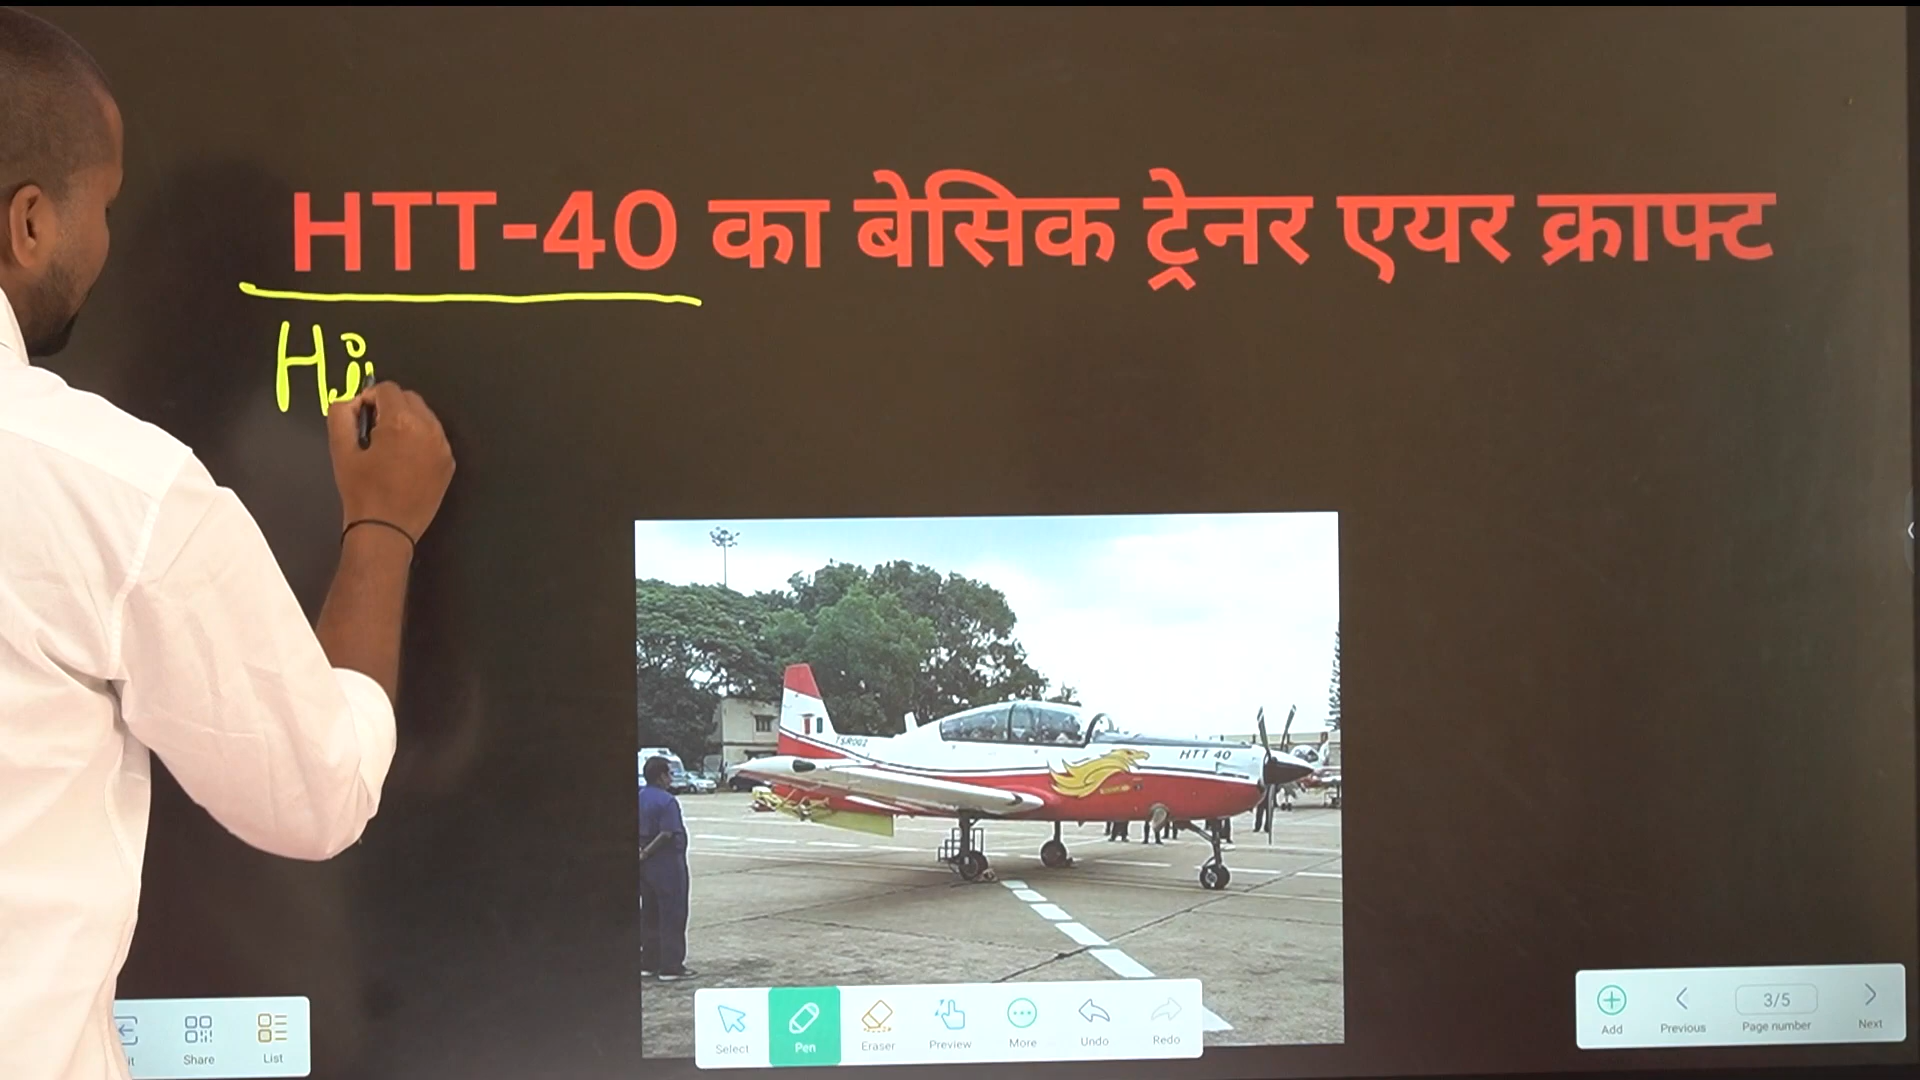 HTT-40 का बेसिक ट्रेनर एयर क्राफ्ट
Hi
HTT 40
Share
List
Select
Pen
Eraser
Preview
More
Undo
Redo
Add
Previous
3/5
Page number
Next